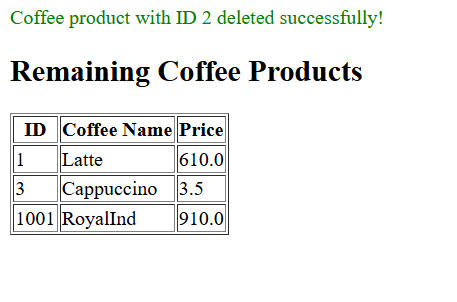 Coffee product with ID 2 deleted successfully!
Remaining Coffee Products
ID Coffee Name Price
1 Latte 610.0
3 Cappuccino 3.5
1001 RoyalInd 910.0